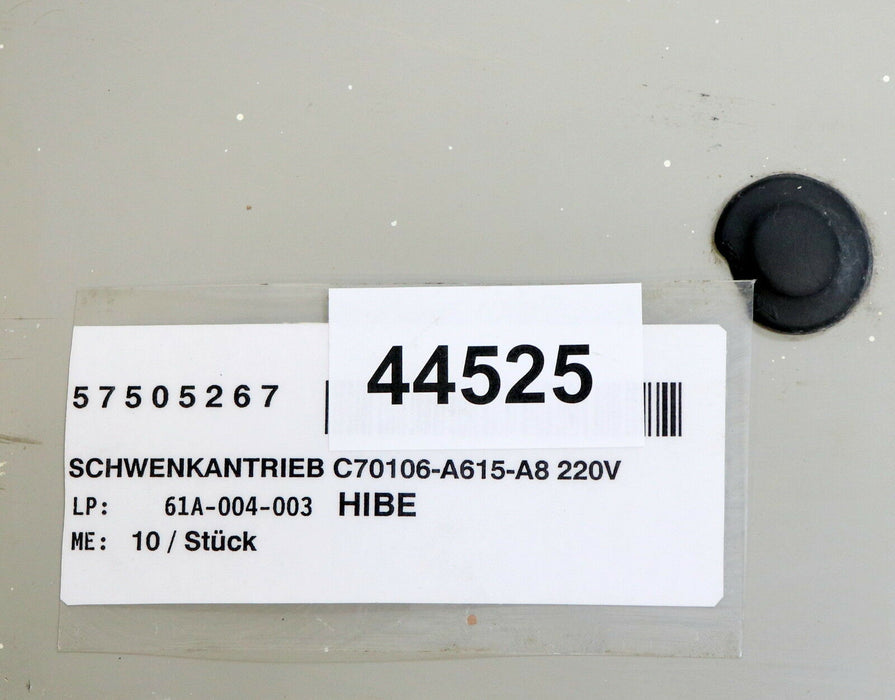 44525
57505267
SCHWENKANTRIEB C70106-A615-A8 220V
LP: 61A-004-003 HIBE
ME: 10 / Stück